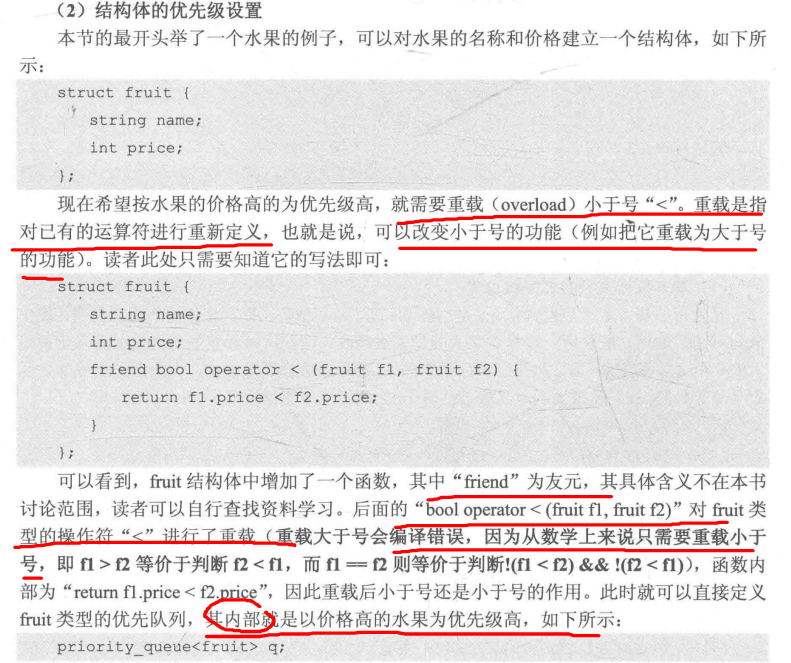 （2）结构体的优先级设置
本节的最开头举了一个水果的例子，可以对水果的名称和价格建立一个结构体，如下所
示：
struct fruit {
string name;
int price;
};
现在希望按水果的价格高的为优先级高，就需要重载（overload）小于号“<”。重载是指
对已有的运算符进行重新定义，也就是说，可以改变小于号的功能（例如把它重载为大于号
的功能）。读者此处只需要知道它的写法即可：
struct fruit {
string name;
int price;
friend bool operator < (fruit f1, fruit f2) {
return f1.price < f2.price;
}
};
可以看到，fruit 结构体中增加了一个函数，其中“friend”为友元，其具体含义不在本书
讨论范围，读者可以自行查找资料学习。后面的“bool operator < (fruit f1, fruit f2)”对 fruit 类
型的操作符“<”进行了重载（重载大于号会编译错误，因为从数学上来说只需要重载小于
号，即 f1 > f2 等价于判断 f2 < f1，而 f1 == f2 则等价于判断!(f1 < f2) && !(f2 < f1)），函数内
部为“return f1.price < f2.price”，因此重载后小于号还是小于号的作用。此时就可以直接定义
fruit 类型的优先队列，其内部就是以价格高的水果为优先级高，如下所示：
priority_queue<fruit> q;